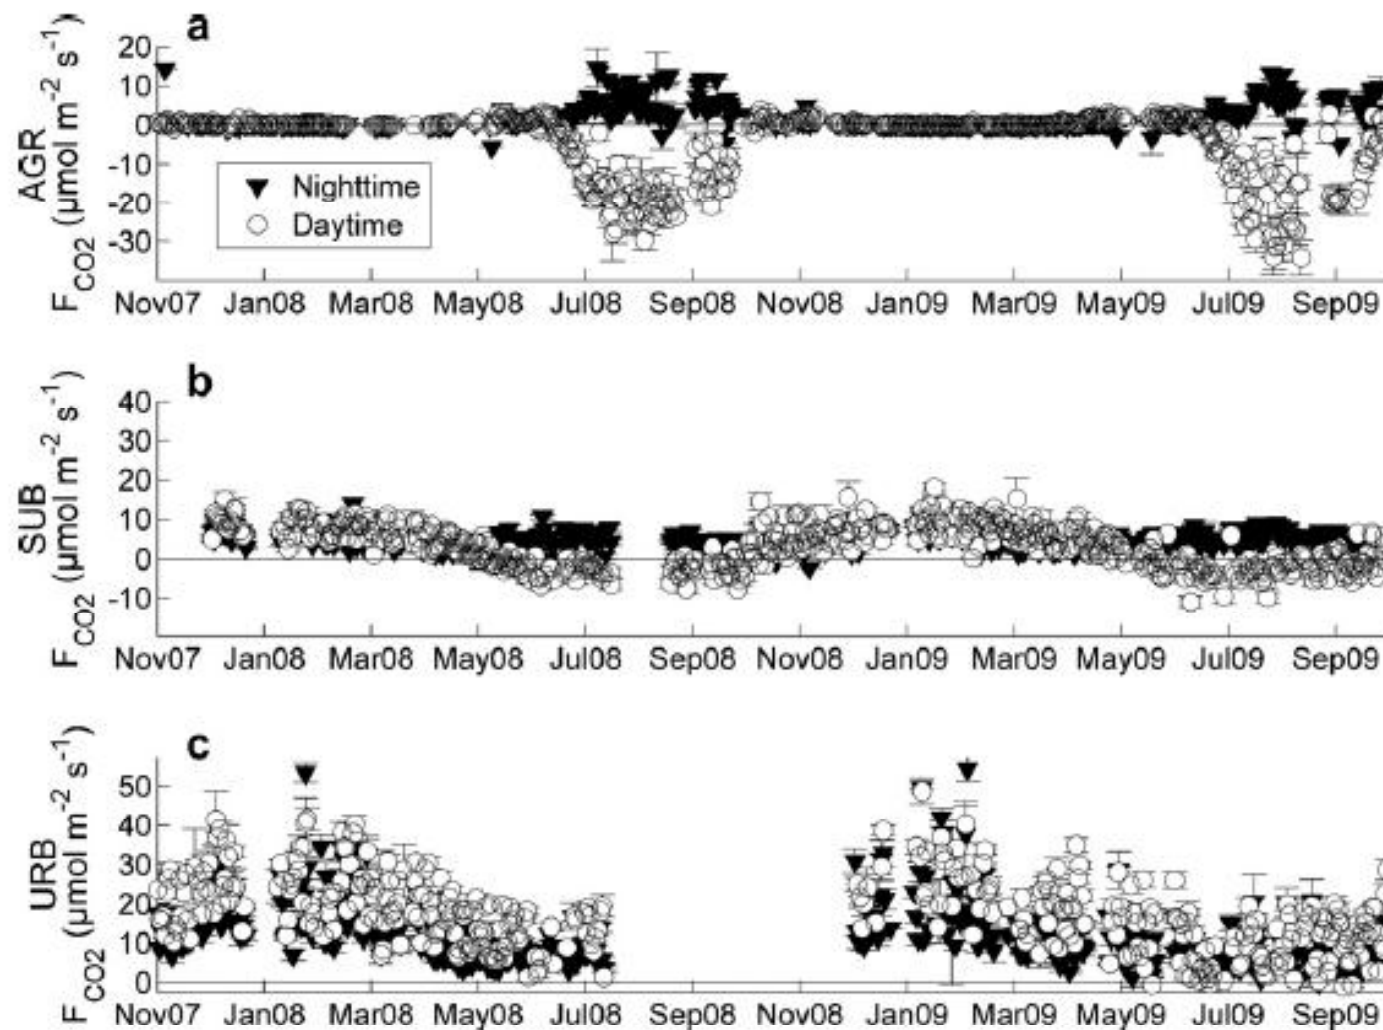 a
AGR
F CO2 (µmol m⁻² s⁻¹)
20
10
0
-10
-20
-30
Nighttime
Daytime
Nov07 Jan08 Mar08 May08 Jul08 Sep08 Nov08 Jan09 Mar09 May09 Jul09 Sep09
b
SUB
F CO2 (µmol m⁻² s⁻¹)
40
30
20
10
0
-10
Nov07 Jan08 Mar08 May08 Jul08 Sep08 Nov08 Jan09 Mar09 May09 Jul09 Sep09
c
URB
F CO2 (µmol m⁻² s⁻¹)
50
40
30
20
10
0
Nov07 Jan08 Mar08 May08 Jul08 Sep08 Nov08 Jan09 Mar09 May09 Jul09 Sep09